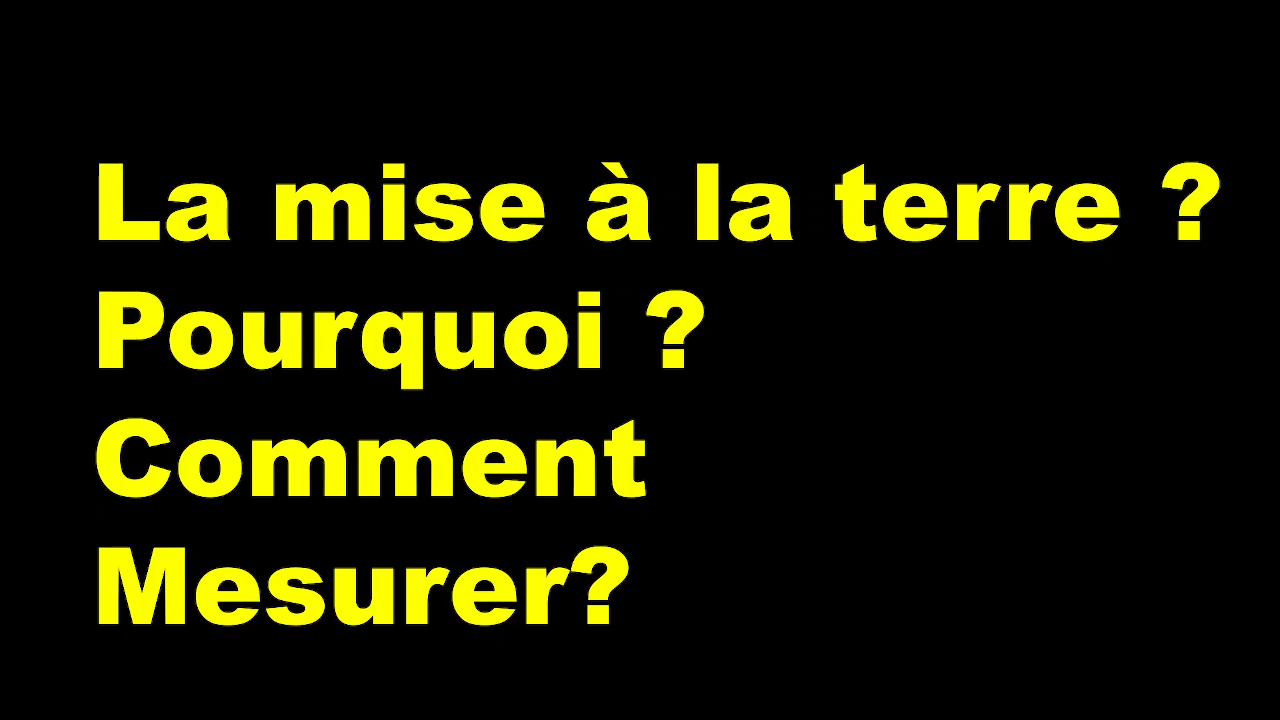 La mise à la terre ?
Pourquoi ?
Comment
Mesurer?